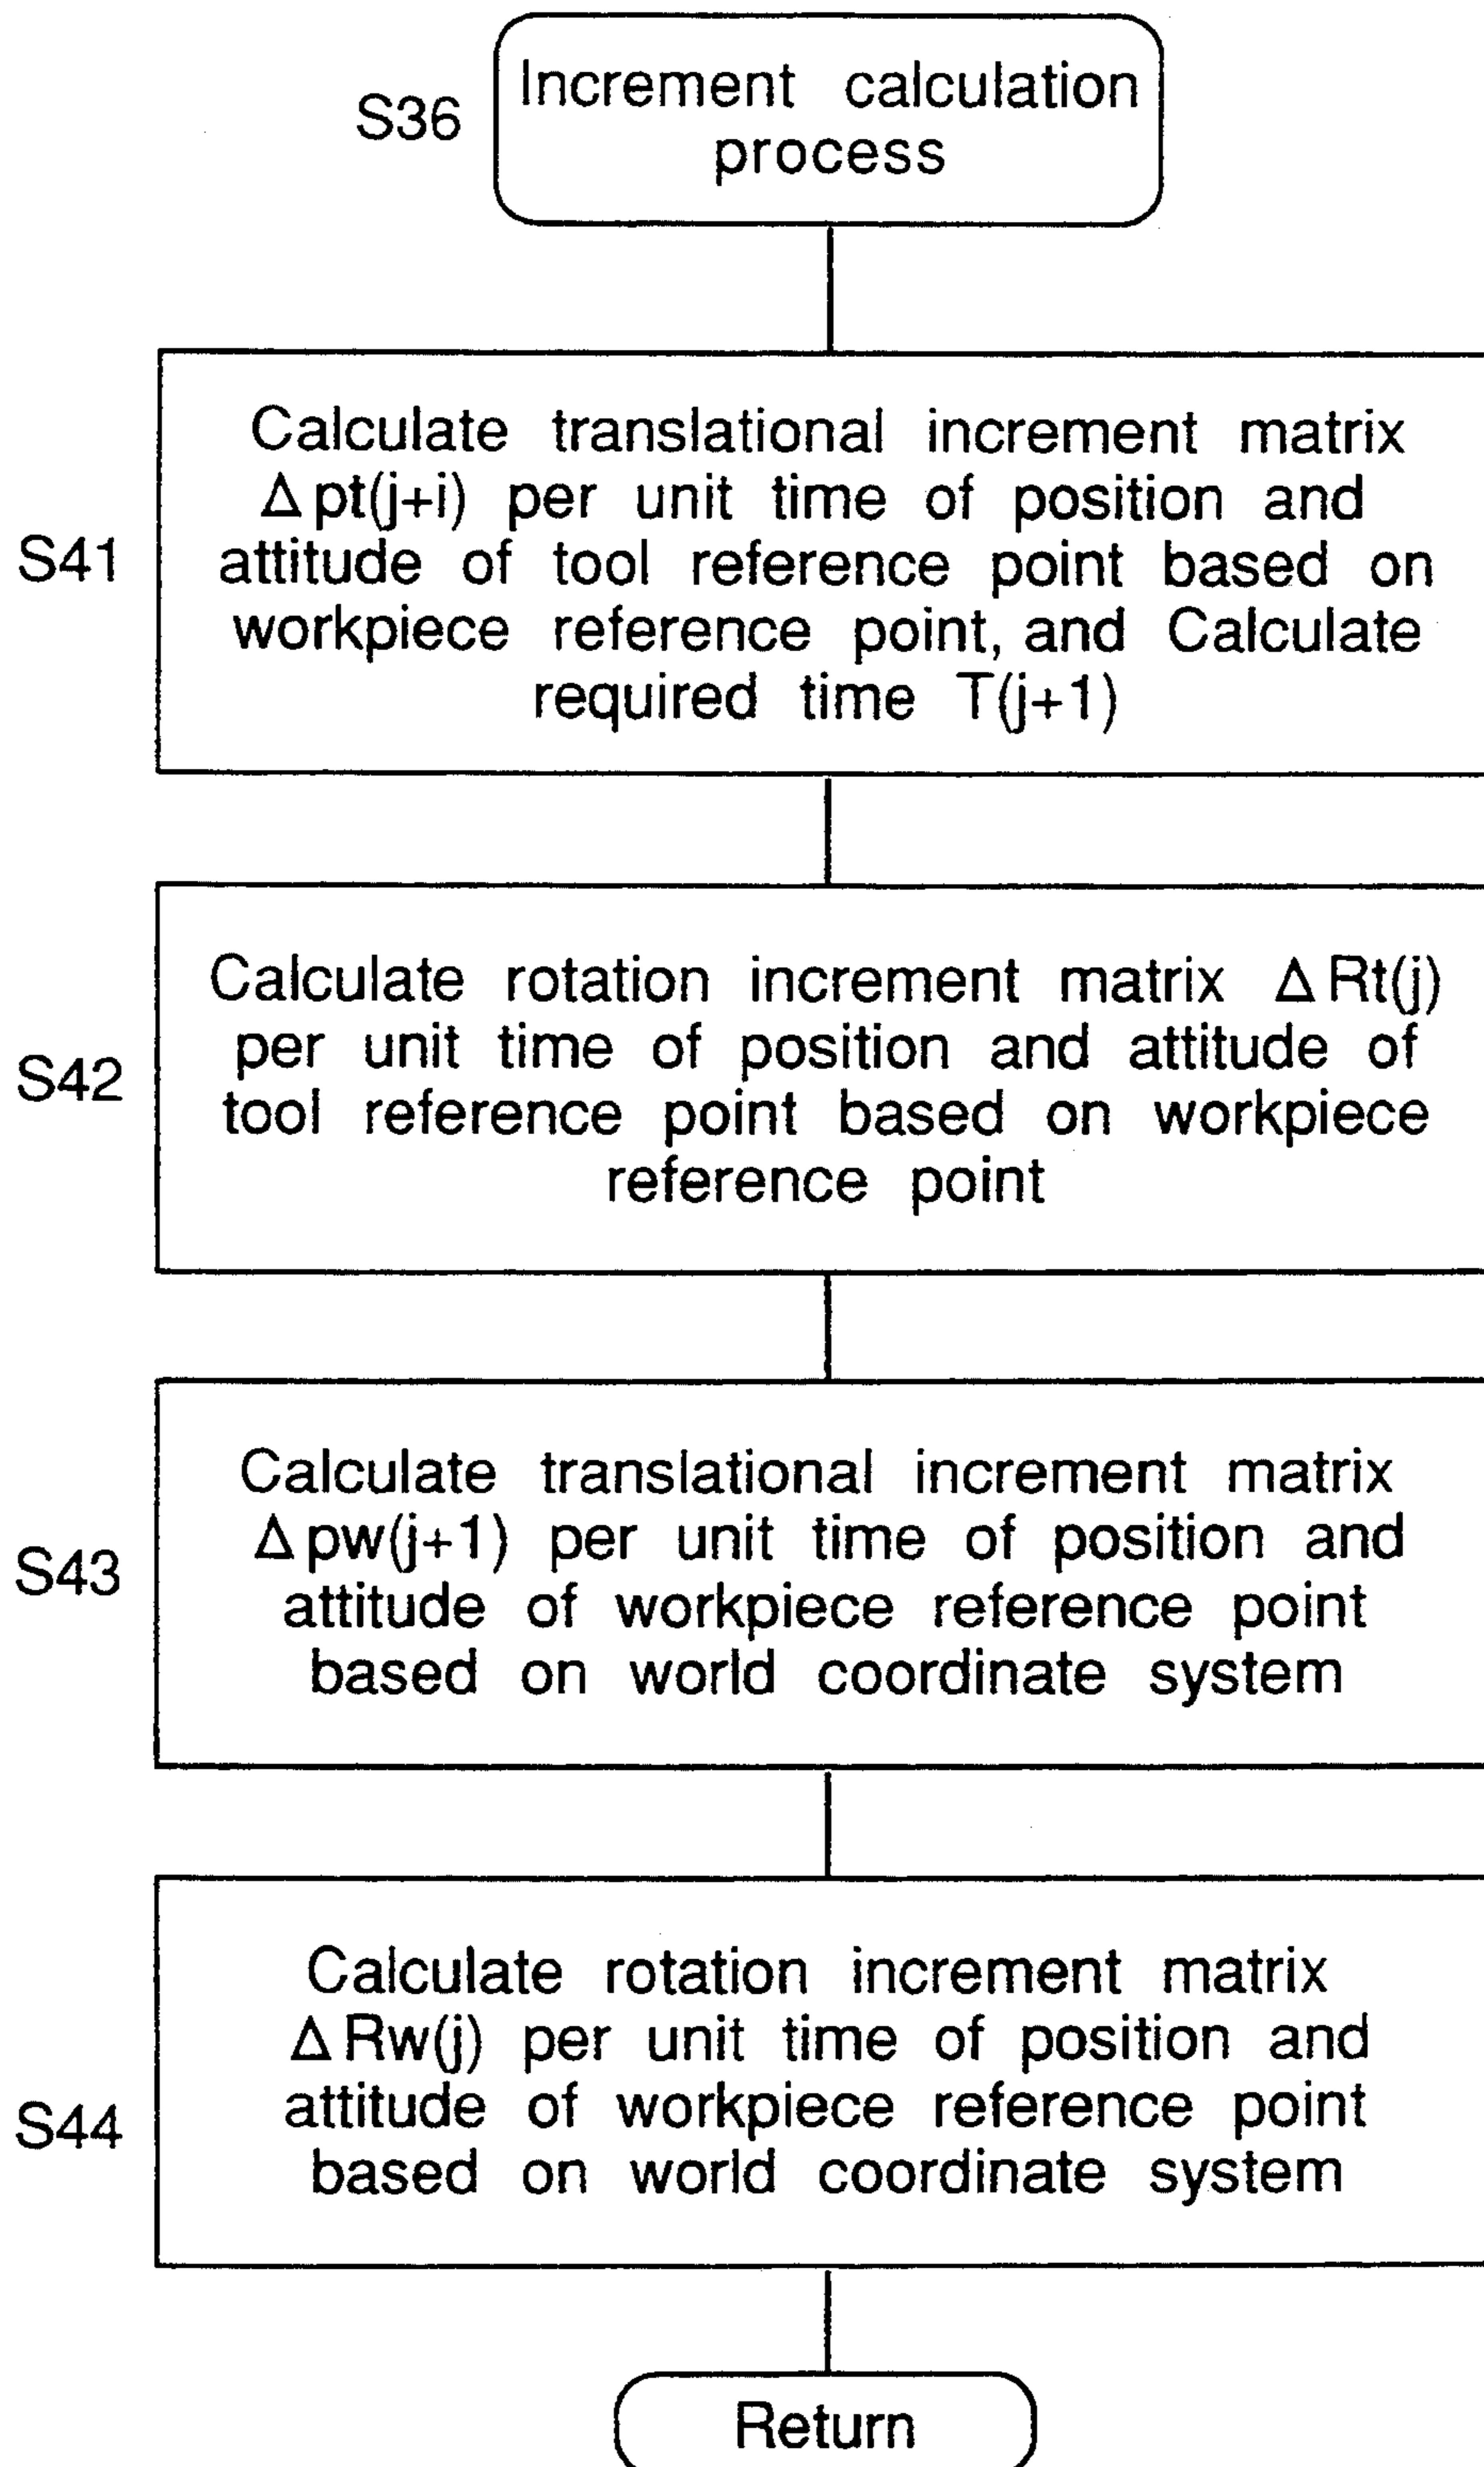 S36
Increment calculation
process
S41
Calculate translational increment matrix
Δpt(j+i) per unit time of position and
attitude of tool reference point based on
workpiece reference point, and Calculate
required time T(j+1)
S42
Calculate rotation increment matrix ΔRt(j)
per unit time of position and attitude of
tool reference point based on workpiece
reference point
S43
Calculate translational increment matrix
Δpw(j+1) per unit time of position and
attitude of workpiece reference point
based on world coordinate system
S44
Calculate rotation increment matrix
ΔRw(j) per unit time of position and
attitude of workpiece reference point
based on world coordinate system
Return